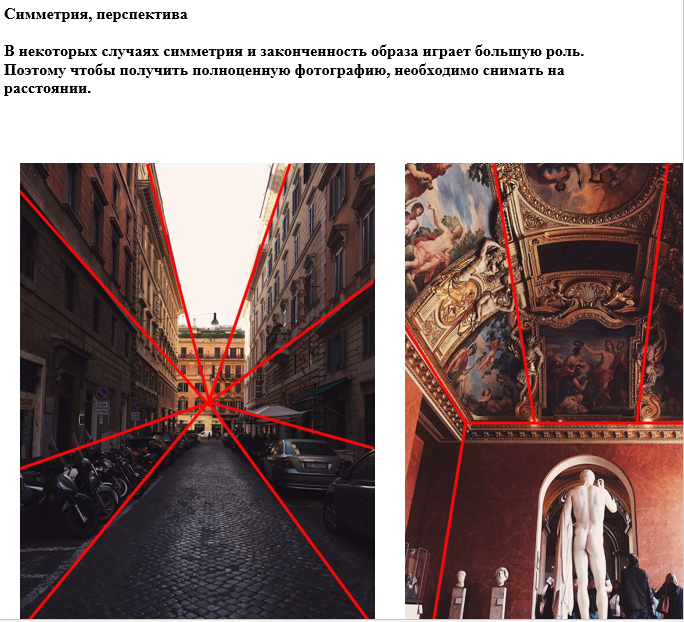 Симметрия, перспектива
В некоторых случаях симметрия и законченность образа играет большую роль.
Поэтому чтобы получить полноценную фотографию, необходимо снимать на
расстоянии.